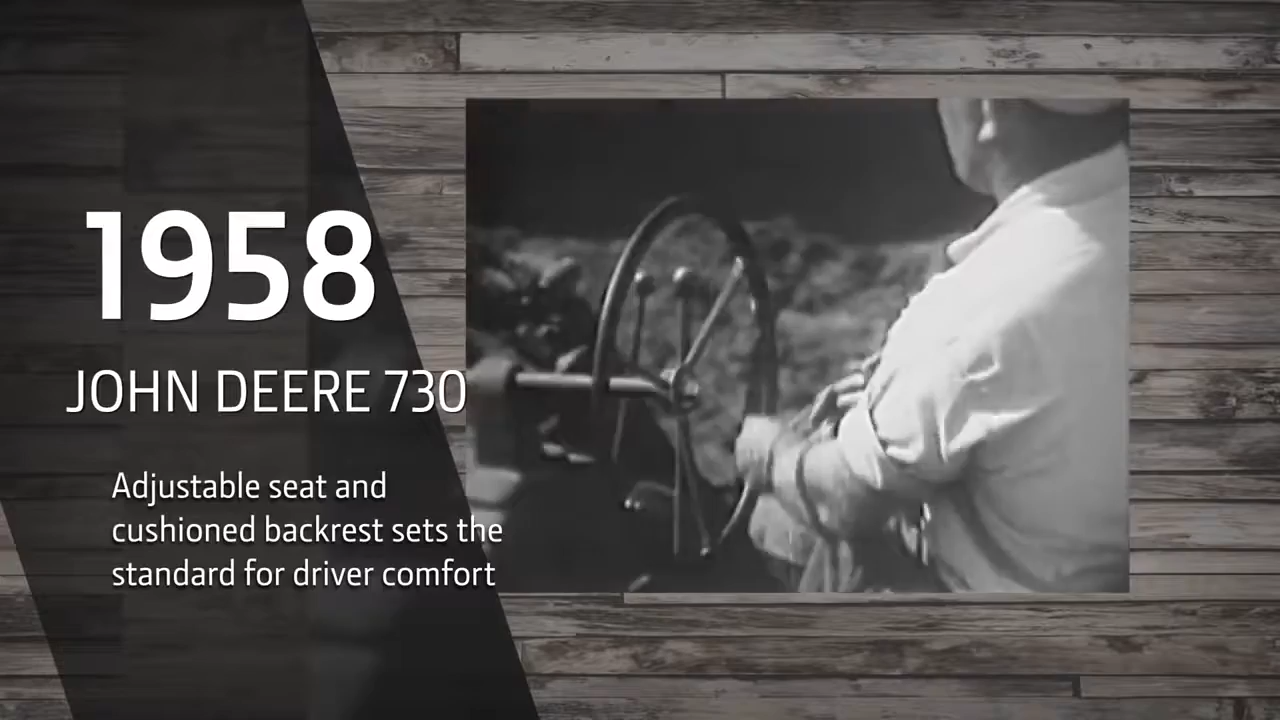 1958
JOHN DEERE 730
Adjustable seat and
cushioned backrest sets the
standard for driver comfort